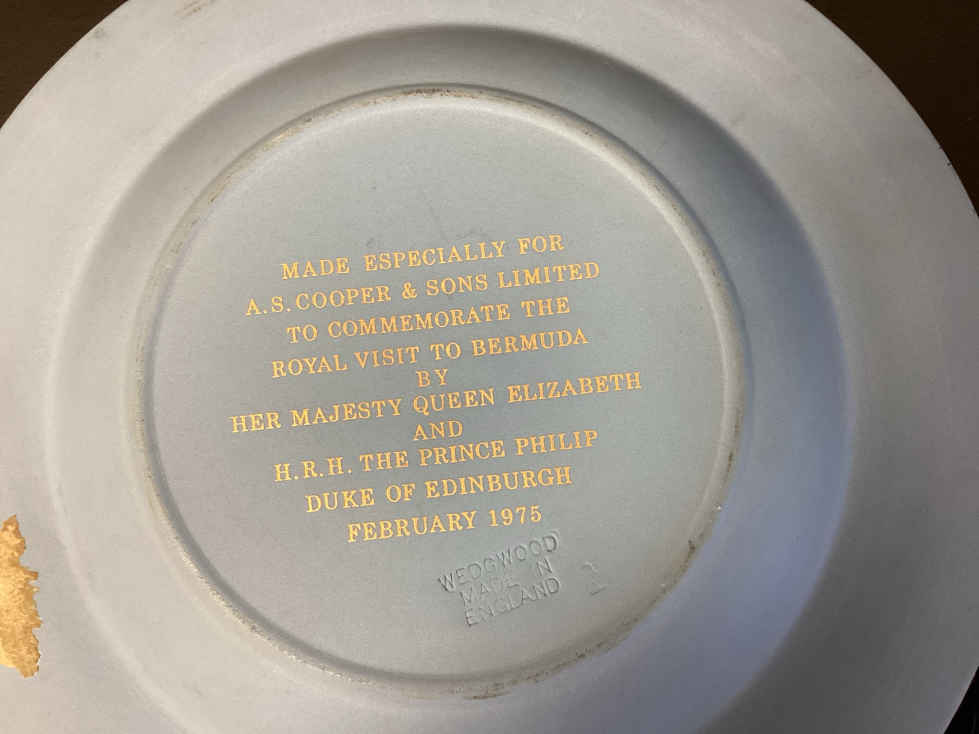 MADE ESPECIALLY FOR
A.S. COOPER & SONS LIMITED
TO COMMEMORATE THE
ROYAL VISIT TO BERMUDA
BY
HER MAJESTY QUEEN ELIZABETH
AND
H.R.H. THE PRINCE PHILIP
DUKE OF EDINBURGH
FEBRUARY 1975
WEDGWOOD
MADE IN
ENGLAND